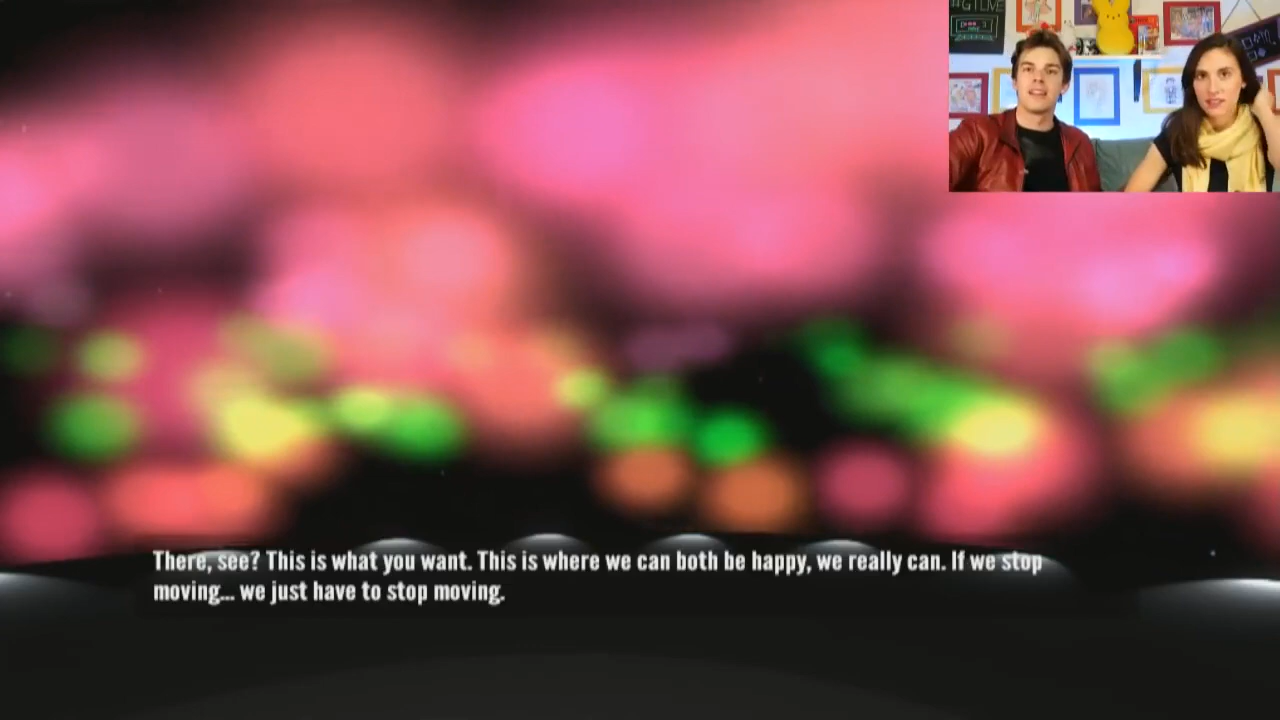 #GTLIVE
There, see? This is what you want. This is where we can both be happy, we really can. If we stop
moving... we just have to stop moving.